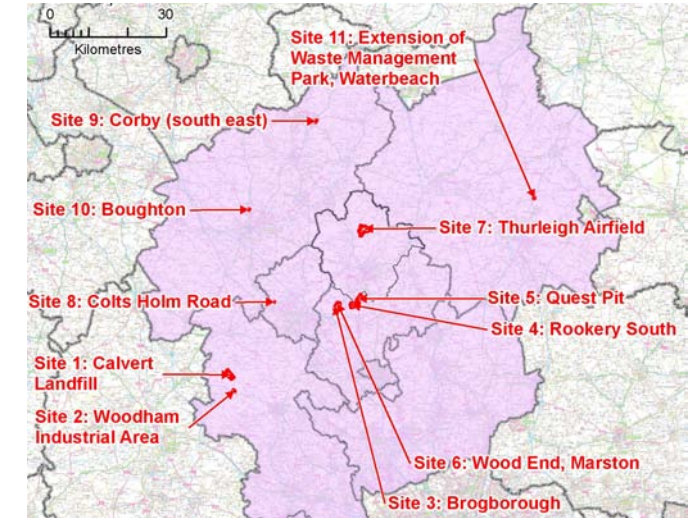 0 30
Kilometres
Site 11: Extension of
Waste Management
Park, Waterbeach
Site 9: Corby (south east)
Site 10: Boughton
Site 7: Thurleigh Airfield
Site 8: Colts Holm Road
Site 5: Quest Pit
Site 4: Rookery South
Site 1: Calvert
Landfill
Site 2: Woodham
Industrial Area
Site 6: Wood End, Marston
Site 3: Brogborough